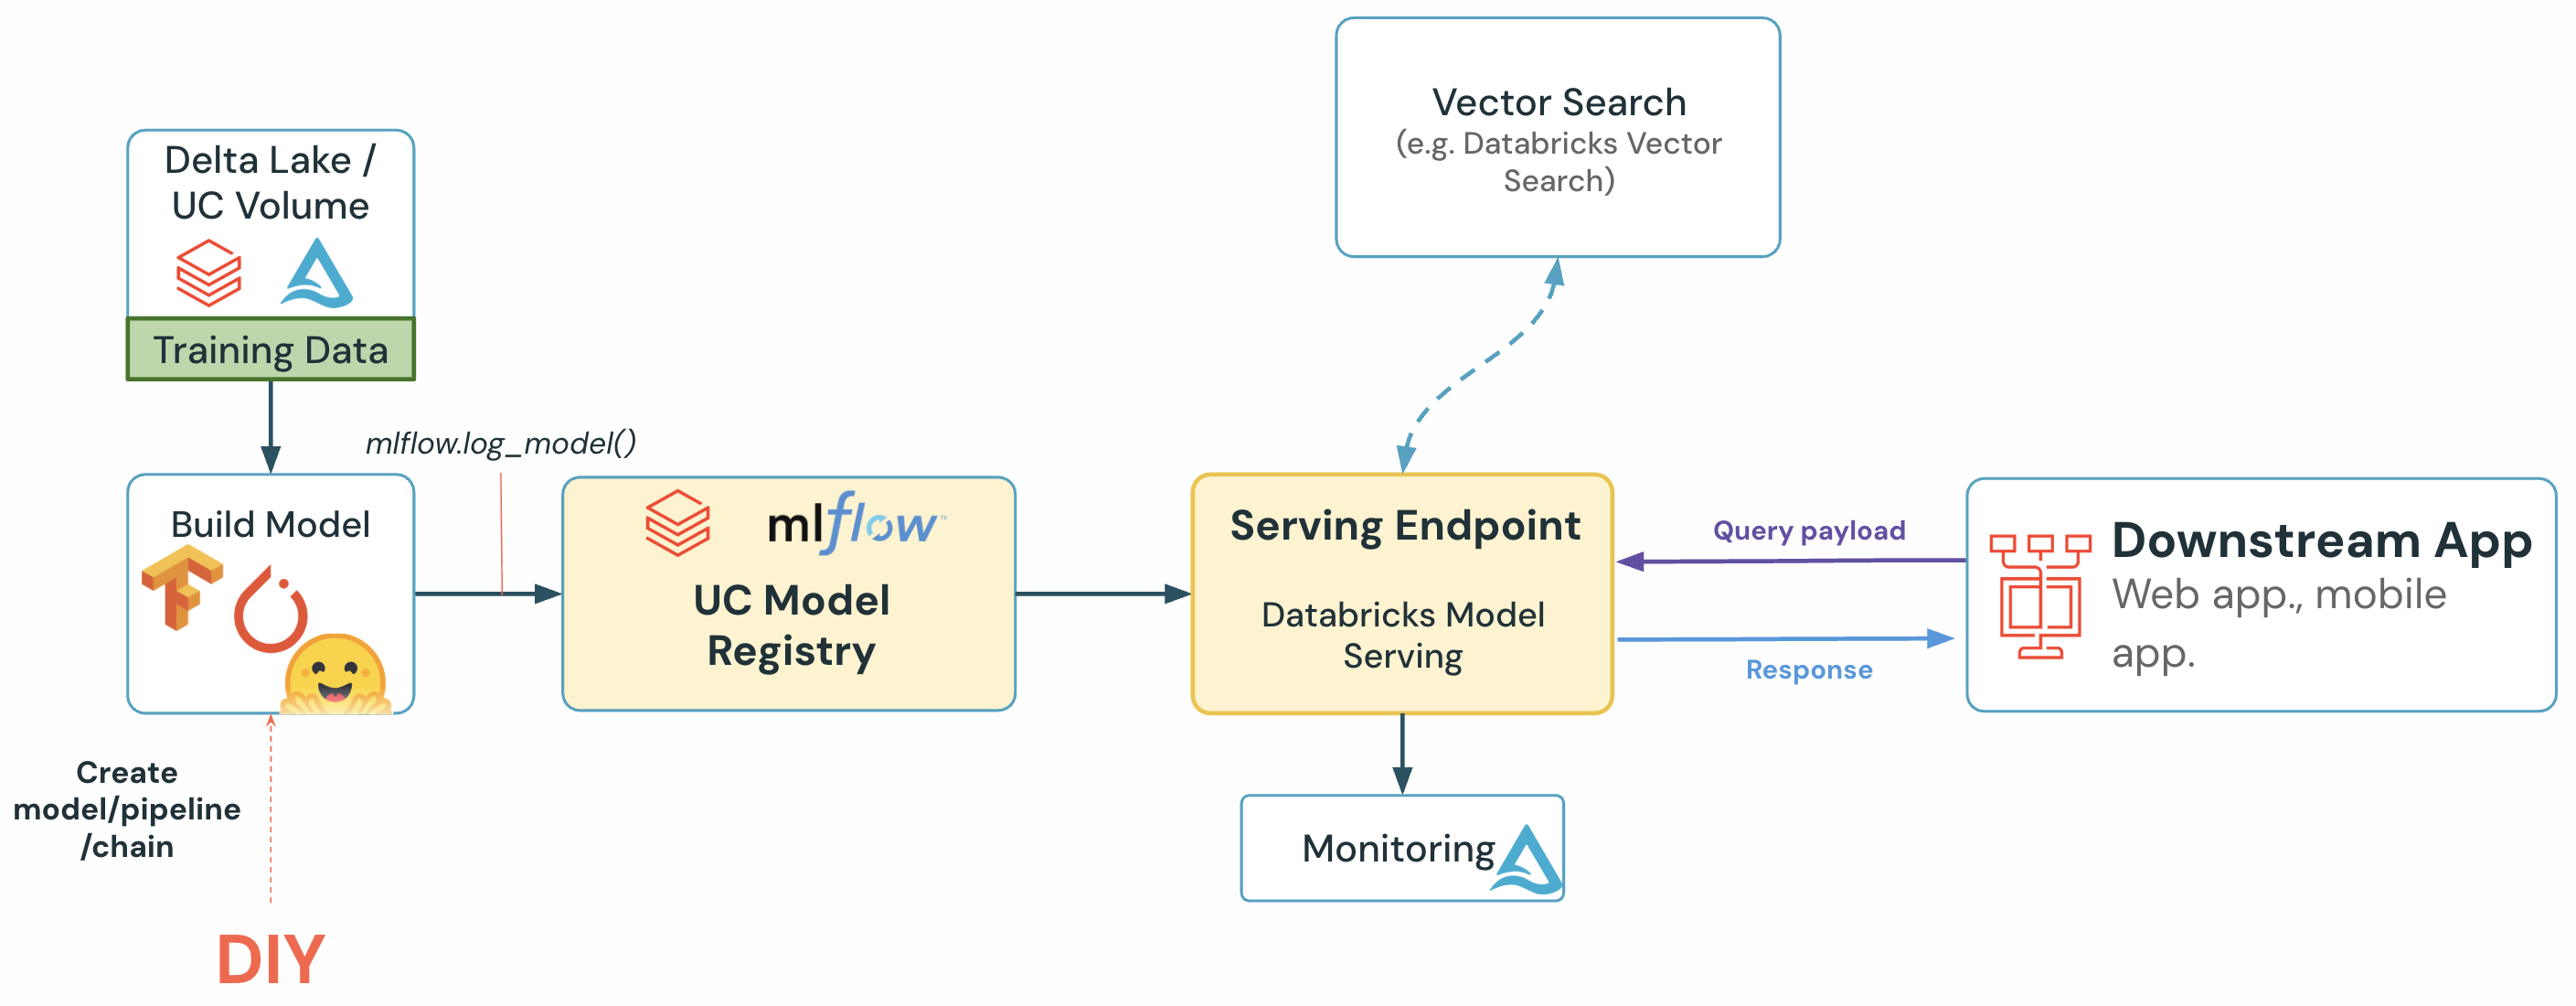 Vector Search
(e.g. Databricks Vector
Search)
Delta Lake /
UC Volume
Training Data
mlflow.log_model()
Build Model
mlflow™
UC Model
Registry
Serving Endpoint
Databricks Model
Serving
Query payload
Response
Downstream App
Web app., mobile
app.
Create
model/pipeline
/chain
Monitoring
DIY